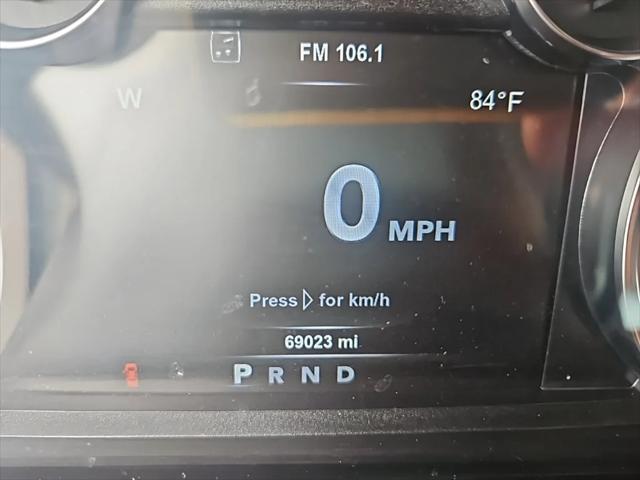 FM 106.1
W
84°F
0 MPH
Press ▷ for km/h
69023 mi
P R N D